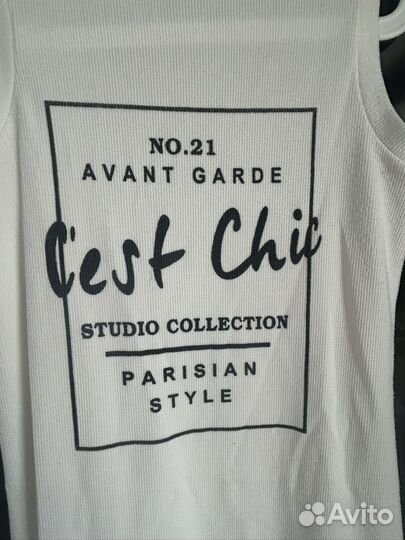 NO.21
AVANT GARDE
C'est Chic
STUDIO COLLECTION
PARISIAN
STYLE
Avito